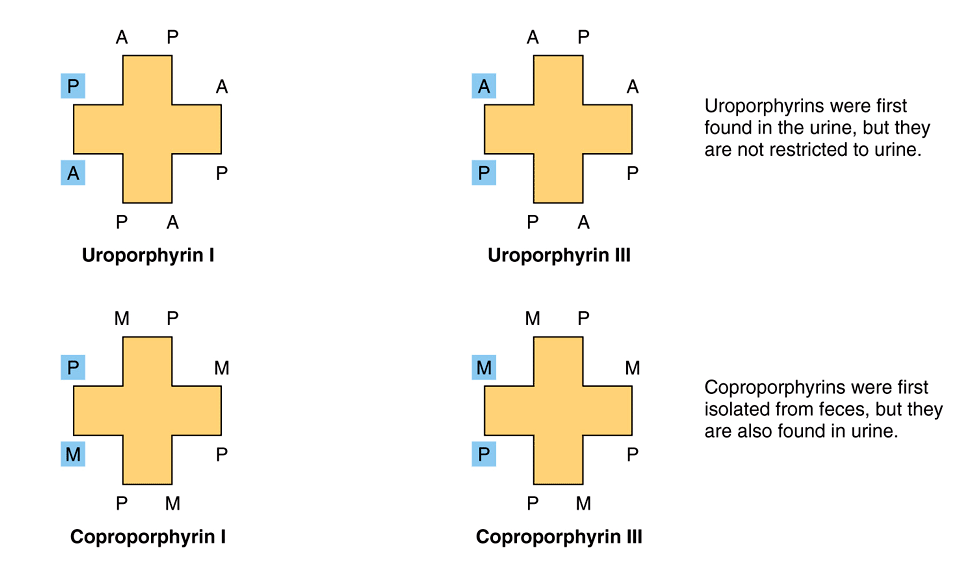 A P
P A
A P
P A
Uroporphyrin I
A P
A A
P P
P A
Uroporphyrin III
Uroporphyrins were first
found in the urine, but they
are not restricted to urine.
M P
P M
M P
P M
Coproporphyrin I
M P
M M
P P
P M
Coproporphyrin III
Coproporphyrins were first
isolated from feces, but they
are also found in urine.